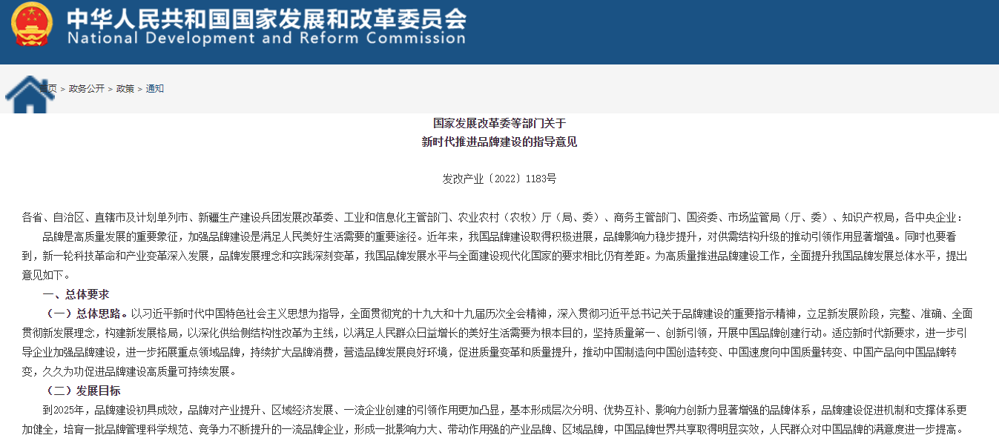 中华人民共和国国家发展和改革委员会
National Development and Reform Commission
首页 > 政务公开 > 政策 > 通知
国家发展改革委等部门关于
新时代推进品牌建设的指导意见
发改产业〔2022〕1183号
各省、自治区、直辖市及计划单列市、新疆生产建设兵团发展改革委、工业和信息化主管部门、农业农村（农牧）厅（局、委）、商务主管部门、国资委、市场监管局（厅、委）、知识产权局，各中央企业：
品牌是高质量发展的重要象征，加强品牌建设是满足人民美好生活需要的重要途径。近年来，我国品牌建设取得积极进展，品牌影响力稳步提升，对供需结构升级的推动引领作用显著增强。同时也要看
到，新一轮科技革命和产业变革深入发展，品牌发展理念和实践深刻变革，我国品牌发展水平与全面建设现代化国家的要求相比仍有差距。为高质量推进品牌建设工作，全面提升我国品牌发展总体水平，提出
意见如下。
一、总体要求
（一）总体思路。以习近平新时代中国特色社会主义思想为指导，全面贯彻党的十九大和十九届历次全会精神，深入贯彻习近平总书记关于品牌建设的重要指示精神，立足新发展阶段，完整、准确、全面
贯彻新发展理念，构建新发展格局，以深化供给侧结构性改革为主线，以满足人民群众日益增长的美好生活需要为根本目的，坚持质量第一、创新引领，开展中国品牌创建行动。适应新时代新要求，进一步引
导企业加强品牌建设，进一步拓展重点领域品牌，持续扩大品牌消费，营造品牌发展良好环境，促进质量变革和质量提升，推动中国制造向中国创造转变、中国速度向中国质量转变、中国产品向中国品牌转
变，久久为功促进品牌建设高质量可持续发展。
（二）发展目标
到2025年，品牌建设初具成效，品牌对产业提升、区域经济发展、一流企业创建的引领作用更加凸显，基本形成层次分明、优势互补、影响力创新力显著增强的品牌体系，品牌建设促进机制和支撑体系更
加健全，培育一批品牌管理科学规范、竞争力不断提升的一流品牌企业，形成一批影响力大、带动作用强的产业品牌、区域品牌，中国品牌世界共享取得明显实效，人民群众对中国品牌的满意度进一步提高。